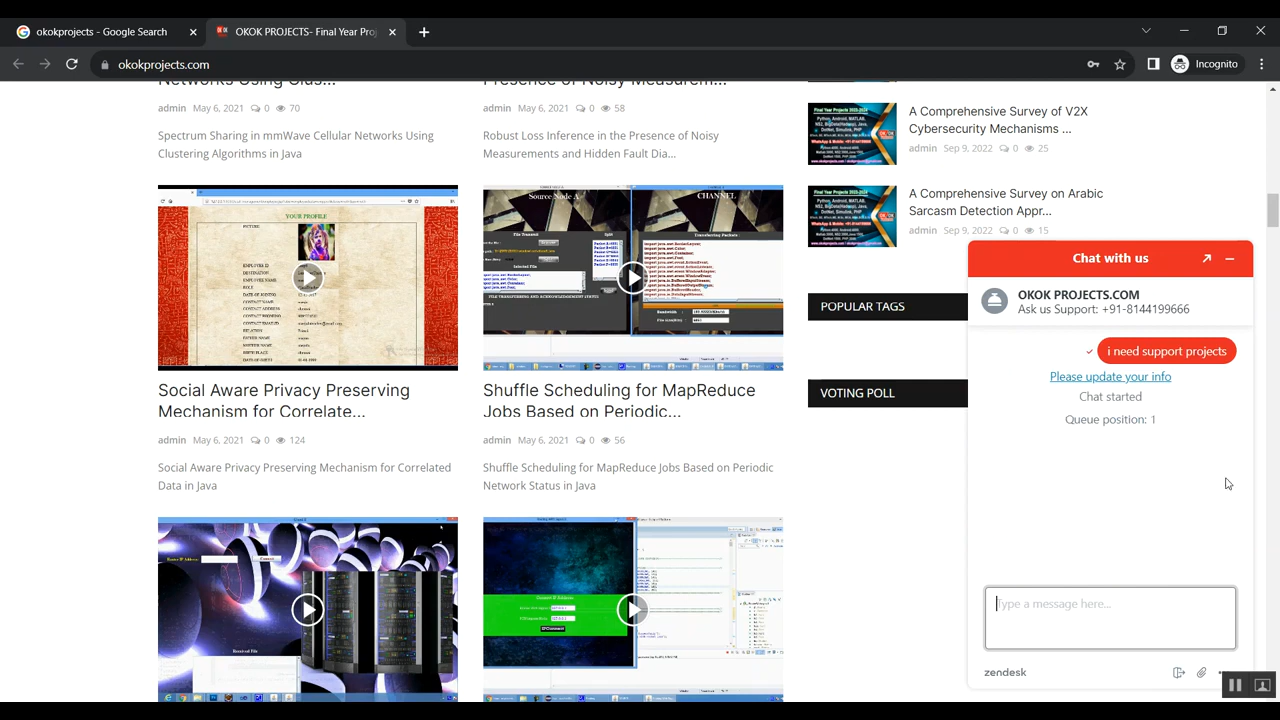 okokprojects - Google Search
OKOK PROJECTS- Final Year Proj
okokprojects.com
Incognito
Networks Using Clus...
Presence of Noisy Measurem...
admin May 6, 2021 0 70
admin May 6, 2021 0 58
Spectrum Sharing in mmWave Cellular Networks Using
Clustering Algorithms in Java
Robust Loss Inference in the Presence of Noisy
Measurements and Hidden Fault Dia...
A Comprehensive Survey of V2X
Cybersecurity Mechanisms ...
admin Sep 9, 2022 0 25
A Comprehensive Survey on Arabic
Sarcasm Detection Appr...
admin Sep 9, 2022 0 15
YOUR PROFILE
Source Node A
CHANNEL
Social Aware Privacy Preserving
Mechanism for Correlate...
admin May 6, 2021 0 124
Social Aware Privacy Preserving Mechanism for Correlated
Data in Java
Shuffle Scheduling for MapReduce
Jobs Based on Periodic...
admin May 6, 2021 0 56
Shuffle Scheduling for MapReduce Jobs Based on Periodic
Network Status in Java
POPULAR TAGS
VOTING POLL
Chat with us
OKOK PROJECTS.COM
Ask us Support:+91 8144199666
i need support projects
Please update your info
Chat started
Queue position: 1
Type a message here...
zendesk